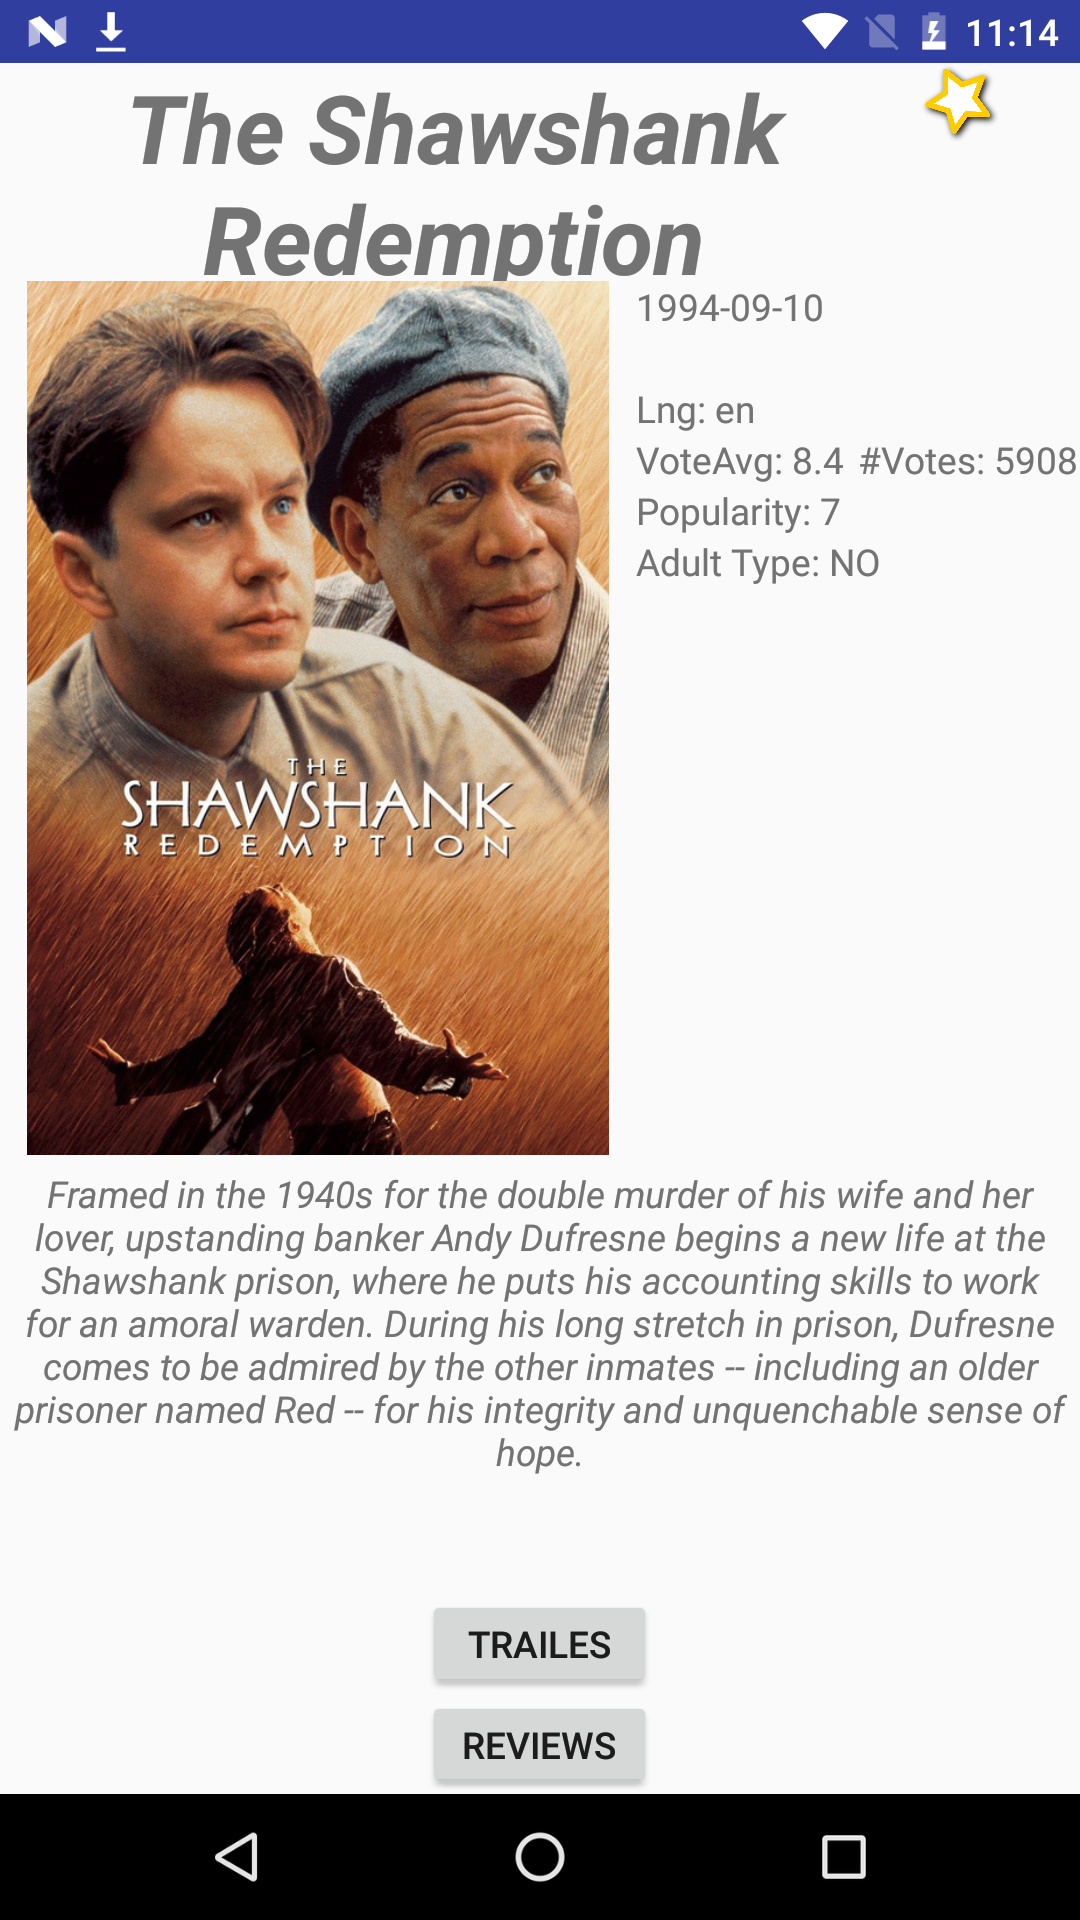 11:14
The Shawshank
Redemption
1994-09-10
Lng: en
VoteAvg: 8.4 #Votes: 5908
Popularity: 7
Adult Type: NO
THE
SHAWSHANK
REDEMPTION
Framed in the 1940s for the double murder of his wife and her
lover, upstanding banker Andy Dufresne begins a new life at the
Shawshank prison, where he puts his accounting skills to work
for an amoral warden. During his long stretch in prison, Dufresne
comes to be admired by the other inmates -- including an older
prisoner named Red -- for his integrity and unquenchable sense of
hope.
TRAILES
REVIEWS